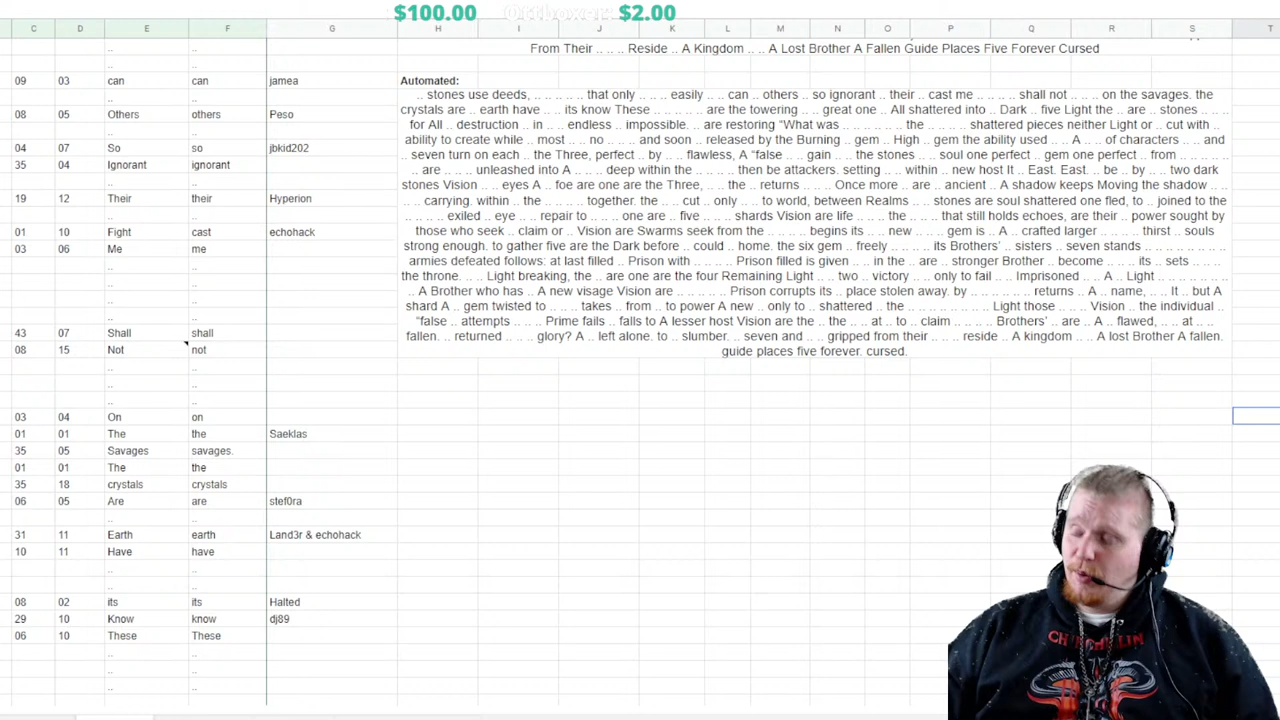 $100.00 Offboxer: $2.00
C D E F G H I J K L M N O P Q R S T
From Their .. .. Reside .. A Kingdom .. .. A Lost Brother A Fallen Guide Places Five Forever Cursed
.. ..
.. ..
09 03 can can jamea
.. ..
08 05 Others others Peso
.. ..
04 07 So so jbkid202
35 04 Ignorant ignorant
.. ..
19 12 Their their Hyperion
.. ..
01 10 Fight cast echohack
03 06 Me me
.. ..
.. ..
.. ..
.. ..
43 07 Shall shall
08 15 Not not
.. ..
.. ..
.. ..
03 04 On on
01 01 The the Saeklas
35 05 Savages savages.
01 01 The the
35 18 crystals crystals
06 05 Are are stef0ra
.. ..
31 11 Earth earth Land3r & echohack
10 11 Have have
.. ..
.. ..
08 02 its its Halted
29 10 Know know dj89
06 10 These These
.. ..
.. ..
.. ..
Automated:
.. stones use deeds, .. .. .. that only .. .. easily .. can .. others .. so ignorant .. their .. cast me .. .. .. .. shall not .. .. .. on the savages. the
crystals are .. earth have .. .. its know These .. .. .. .. are the towering .. .. great one .. All shattered into .. Dark .. five Light the .. are .. stones ..
for All .. destruction .. in .. endless .. impossible. .. are restoring “What was .. .. .. .. .. the .. .. .. shattered pieces neither Light or .. cut with ..
ability to create while .. most .. no .. .. and soon .. released by the Burning .. gem .. High .. gem the ability used .. .. A .. of characters .. .. and
.. seven turn on each .. the Three, perfect .. by .. flawless, A “false .. gain .. the stones .. soul one perfect .. gem one perfect .. from .. .. .. ..
.. are .. .. unleashed into A .. .. deep within the .. .. .. then be attackers. setting .. within .. new host It .. East. East. .. be .. by .. .. two dark
stones Vision .. .. eyes A .. foe are one are the Three, .. .. the .. returns .. .. Once more .. are .. ancient .. A shadow keeps Moving the shadow ..
.. .. carrying. within the .. .. .. .. together. the .. cut .. only .. to world, between Realms .. .. stones are soul shattered one fled, to .. joined to the
.. .. exiled .. eye .. repair to .. .. one are .. five .. .. shards Vision are life .. .. the .. .. that still holds echoes, are their .. power sought by
those who seek .. claim or .. Vision are Swarms seek from the .. .. .. begins its .. new .. gem is .. A .. crafted larger .. .. .. thirst .. souls
strong enough. to gather five are the Dark before .. could .. home. the six gem .. freely .. .. its Brothers’ .. sisters .. seven stands .. .. .. .. .. .. ..
armies defeated follows: at last filled .. Prison with .. .. .. Prison filled is given .. .. in the .. are .. stronger Brother .. become .. .. its .. sets ..
the throne. .. .. Light breaking, the .. are one are the four Remaining Light .. .. two .. victory .. only to fail .. Imprisoned .. .. A .. Light .. .. ..
.. A Brother who has .. A new visage Vision are .. .. .. .. Prison corrupts its .. place stolen away. by .. .. .. .. returns .. A .. name, .. .. It .. but A
shard A .. gem twisted to .. .. .. takes .. from .. to power A new .. only to .. shattered .. the .. .. .. .. .. Light those .. .. .. Vision .. the individual
“false .. attempts .. .. Prime fails .. falls to A lesser host Vision are the .. the .. at .. to .. claim .. .. .. Brothers’ .. are .. A .. flawed, .. at ..
fallen. .. returned .. .. glory? A .. left alone. to .. slumber. .. seven and .. .. gripped from their .. .. reside .. A kingdom .. .. A lost Brother A fallen.
guide places five forever. cursed.